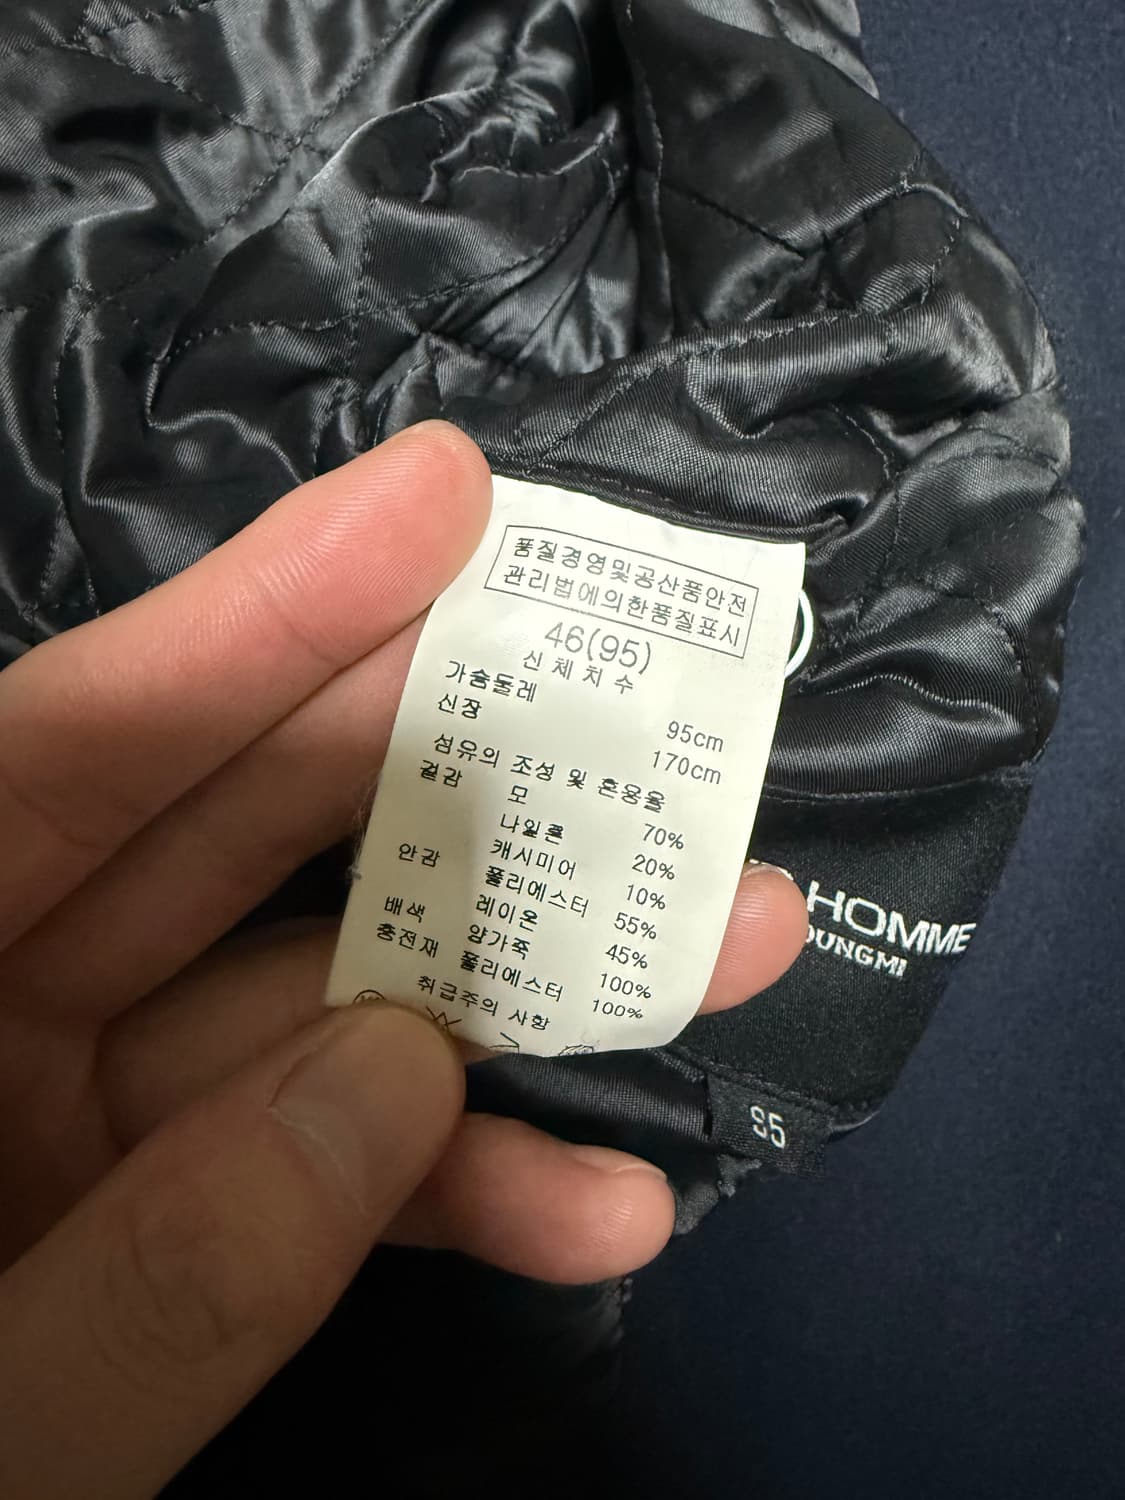 품질경영및공산품안전
관리법에의한품질표시
46(95)
신 체 치 수
가슴둘레 95cm
신장 170cm
섬유의 조성 및 혼용율
겉감 모 70%
나일론 20%
캐시미어 10%
안감 폴리에스터 55%
레이온 45%
배색 양가죽 100%
충전재 폴리에스터 100%
취급주의 사항
HOMME
OUNGMI
95